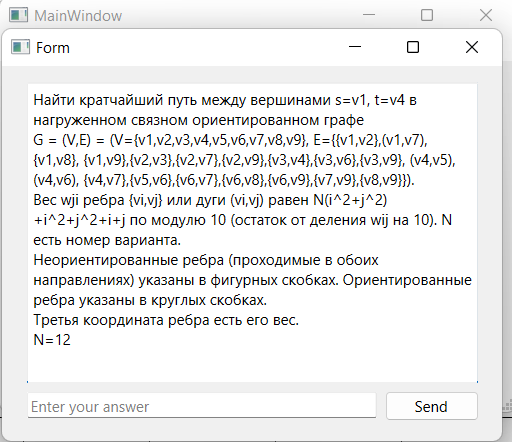 MainWindow
Form
Найти кратчайший путь между вершинами s=v1, t=v4 в
нагруженном связном ориентированном графе
G = (V,E) = (V={v1,v2,v3,v4,v5,v6,v7,v8,v9}, E={{v1,v2},(v1,v7),
{v1,v8}, {v1,v9},{v2,v3},{v2,v7},{v2,v9},{v3,v4},{v3,v6},{v3,v9}, (v4,v5),
(v4,v6), {v4,v7},{v5,v6},{v6,v7},{v6,v8},{v6,v9},{v7,v9},{v8,v9}}).
Вес wji ребра {vi,vj} или дуги (vi,vj) равен N(i^2+j^2)
+i^2+j^2+i+j по модулю 10 (остаток от деления wij на 10). N
есть номер варианта.
Неориентированные ребра (проходимые в обоих
направлениях) указаны в фигурных скобках. Ориентированные
ребра указаны в круглых скобках.
Третья координата ребра есть его вес.
N=12
Enter your answer
Send